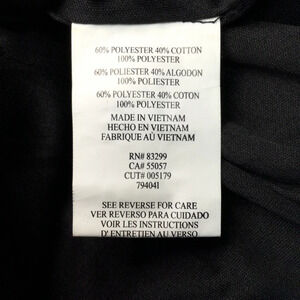 60% POLYESTER 40% COTTON
100% POLYESTER
60% POLIESTER 40% ALGODON
100% POLIESTER
60% POLYESTER 40% COTON
100% POLYESTER
MADE IN VIETNAM
HECHO EN VIETNAM
FABRIQUE AÙ VIETNAM
RN# 83299
CA# 55057
CUT# 005179
794041
SEE REVERSE FOR CARE
VER REVERSO PARA CUIDADO
VOIR LES INSTRUCTIONS
D'ENTRETIEN AU VERSO